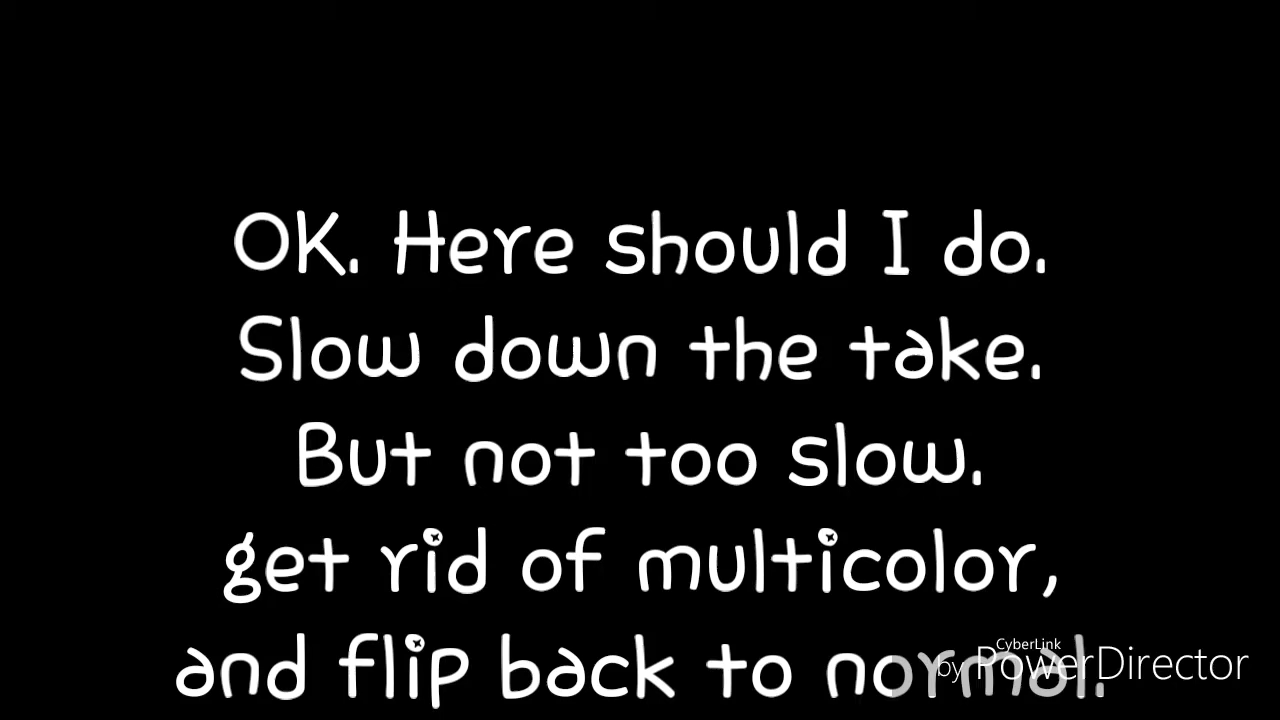 OK. Here should I do.
Slow down the take.
But not too slow.
get rid of multicolor,
and flip back to normal.
CyberLink
by PowerDirector